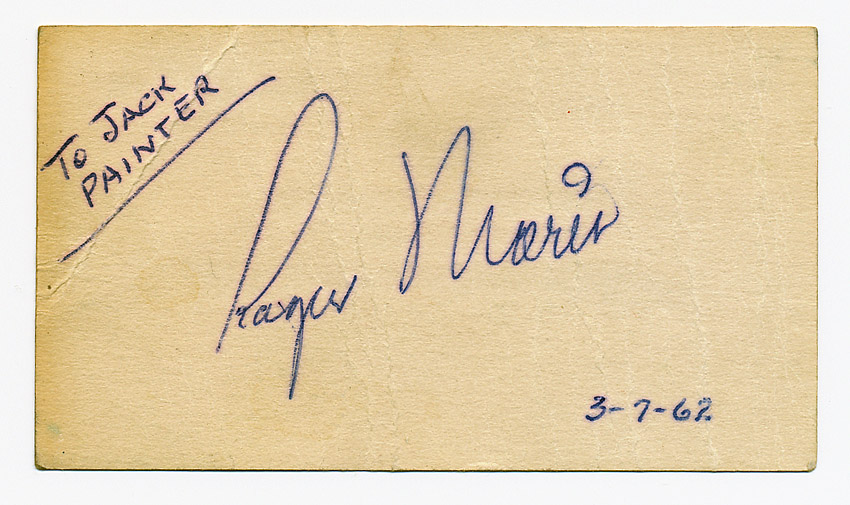 To JACK
PAINTER
Roger Maris
3-7-62